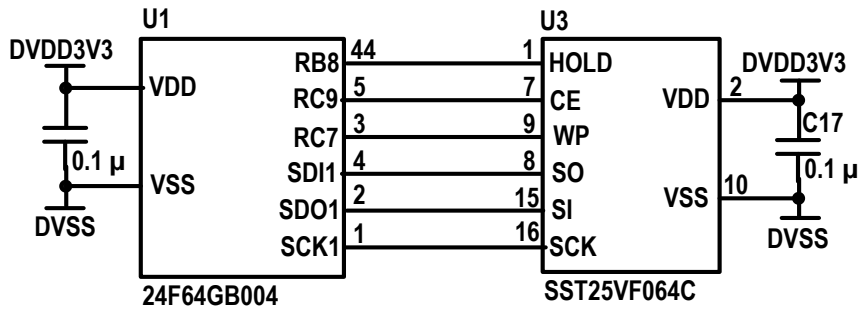 U1 U3
DVDD3V3 RB8 44 1 HOLD DVDD3V3
VDD RC9 5 7 CE VDD 2
RC7 3 9 WP C17
0.1 µ SDI1 4 8 SO 0.1 µ
VSS SDO1 2 15 SI VSS 10
DVSS SCK1 1 16 SCK DVSS
24F64GB004 SST25VF064C